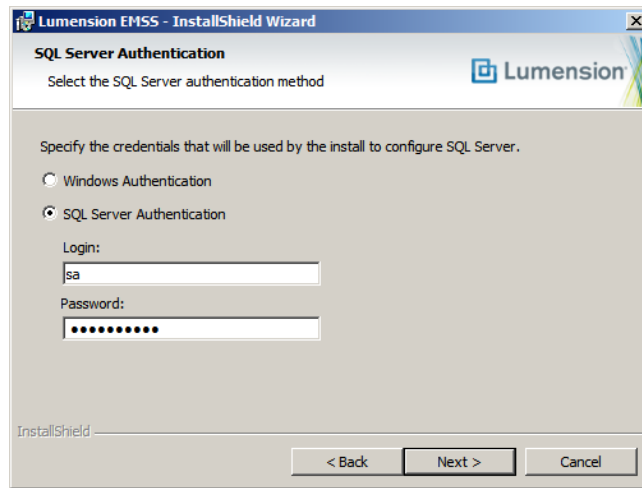 Lumension EMSS - InstallShield Wizard
SQL Server Authentication
Select the SQL Server authentication method
Lumension
Specify the credentials that will be used by the install to configure SQL Server.
Windows Authentication
SQL Server Authentication
Login:
sa
Password:
●●●●●●●●●●
InstallShield
< Back Next > Cancel